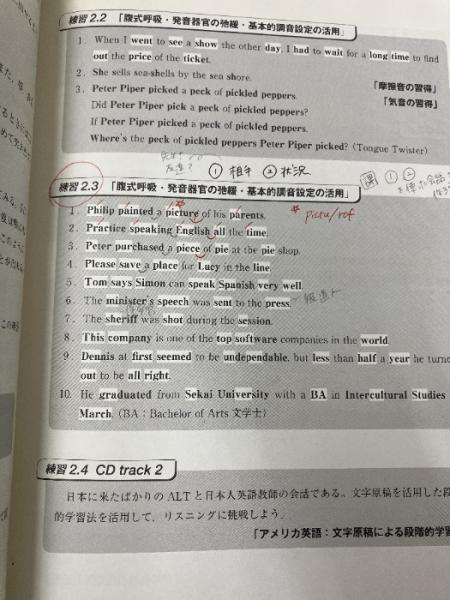 練習 2.2 「腹式呼吸・発音器官の弛緩・基本的調音設定の活用」
1. When I went to see a show the other day, I had to wait for a long time to find
out the price of the ticket.
2. She sells sea-shells by the sea shore.
「摩擦音の習得」
3. Peter Piper picked a peck of pickled peppers.
「気音の習得」
Did Peter Piper pick a peck of pickled peppers?
If Peter Piper picked a peck of pickled peppers,
Where's the peck of pickled peppers Peter Piper picked? (Tongue Twister)
① 相手 ② 状況
① ②
練習 2.3 「腹式呼吸・発音器官の弛緩・基本的調音設定の活用」
1. Philip painted a picture of his parents.
2. Practice speaking English all the time.
3. Peter purchased a piece of pie at the pie shop.
4. Please save a place for Lucy in the line.
5. Tom says Simon can speak Spanish very well.
6. The minister's speech was sent to the press.
7. The sheriff was shot during the session.
8. This company is one of the top software companies in the world.
9. Dennis at first seemed to be undependable, but less than half a year he turne
out to be all right.
10. He graduated from Sekai University with a BA in Intercultural Studies
March. (BA : Bachelor of Arts 文学士)
練習 2.4 CD track 2
日本に来たばかりの ALT と日本人英語教師の会話である。文字原稿を活用した段
的学習法を活用して、リスニングに挑戦しよう。
「アメリカ英語：文字原稿による段階的学習